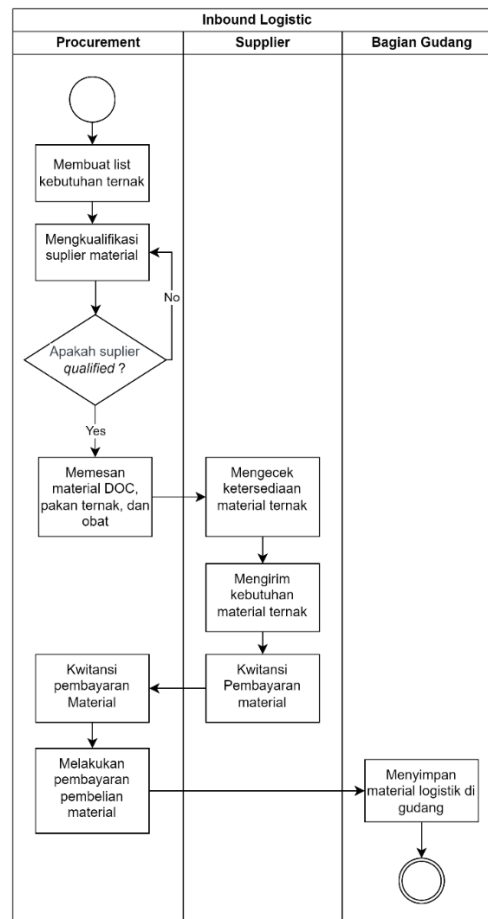 Inbound Logistic
Procurement
Supplier
Bagian Gudang
Membuat list
kebutuhan ternak
Mengkualifikasi
suplier material
No
Apakah suplier
qualified ?
Yes
Memesan
material DOC,
pakan ternak, dan
obat
Mengecek
ketersediaan
material ternak
Mengirim
kebutuhan
material ternak
Kwitansi
Pembayaran
material
Kwitansi
pembayaran
Material
Melakukan
pembayaran
pembelian
material
Menyimpan
material logistik di
gudang